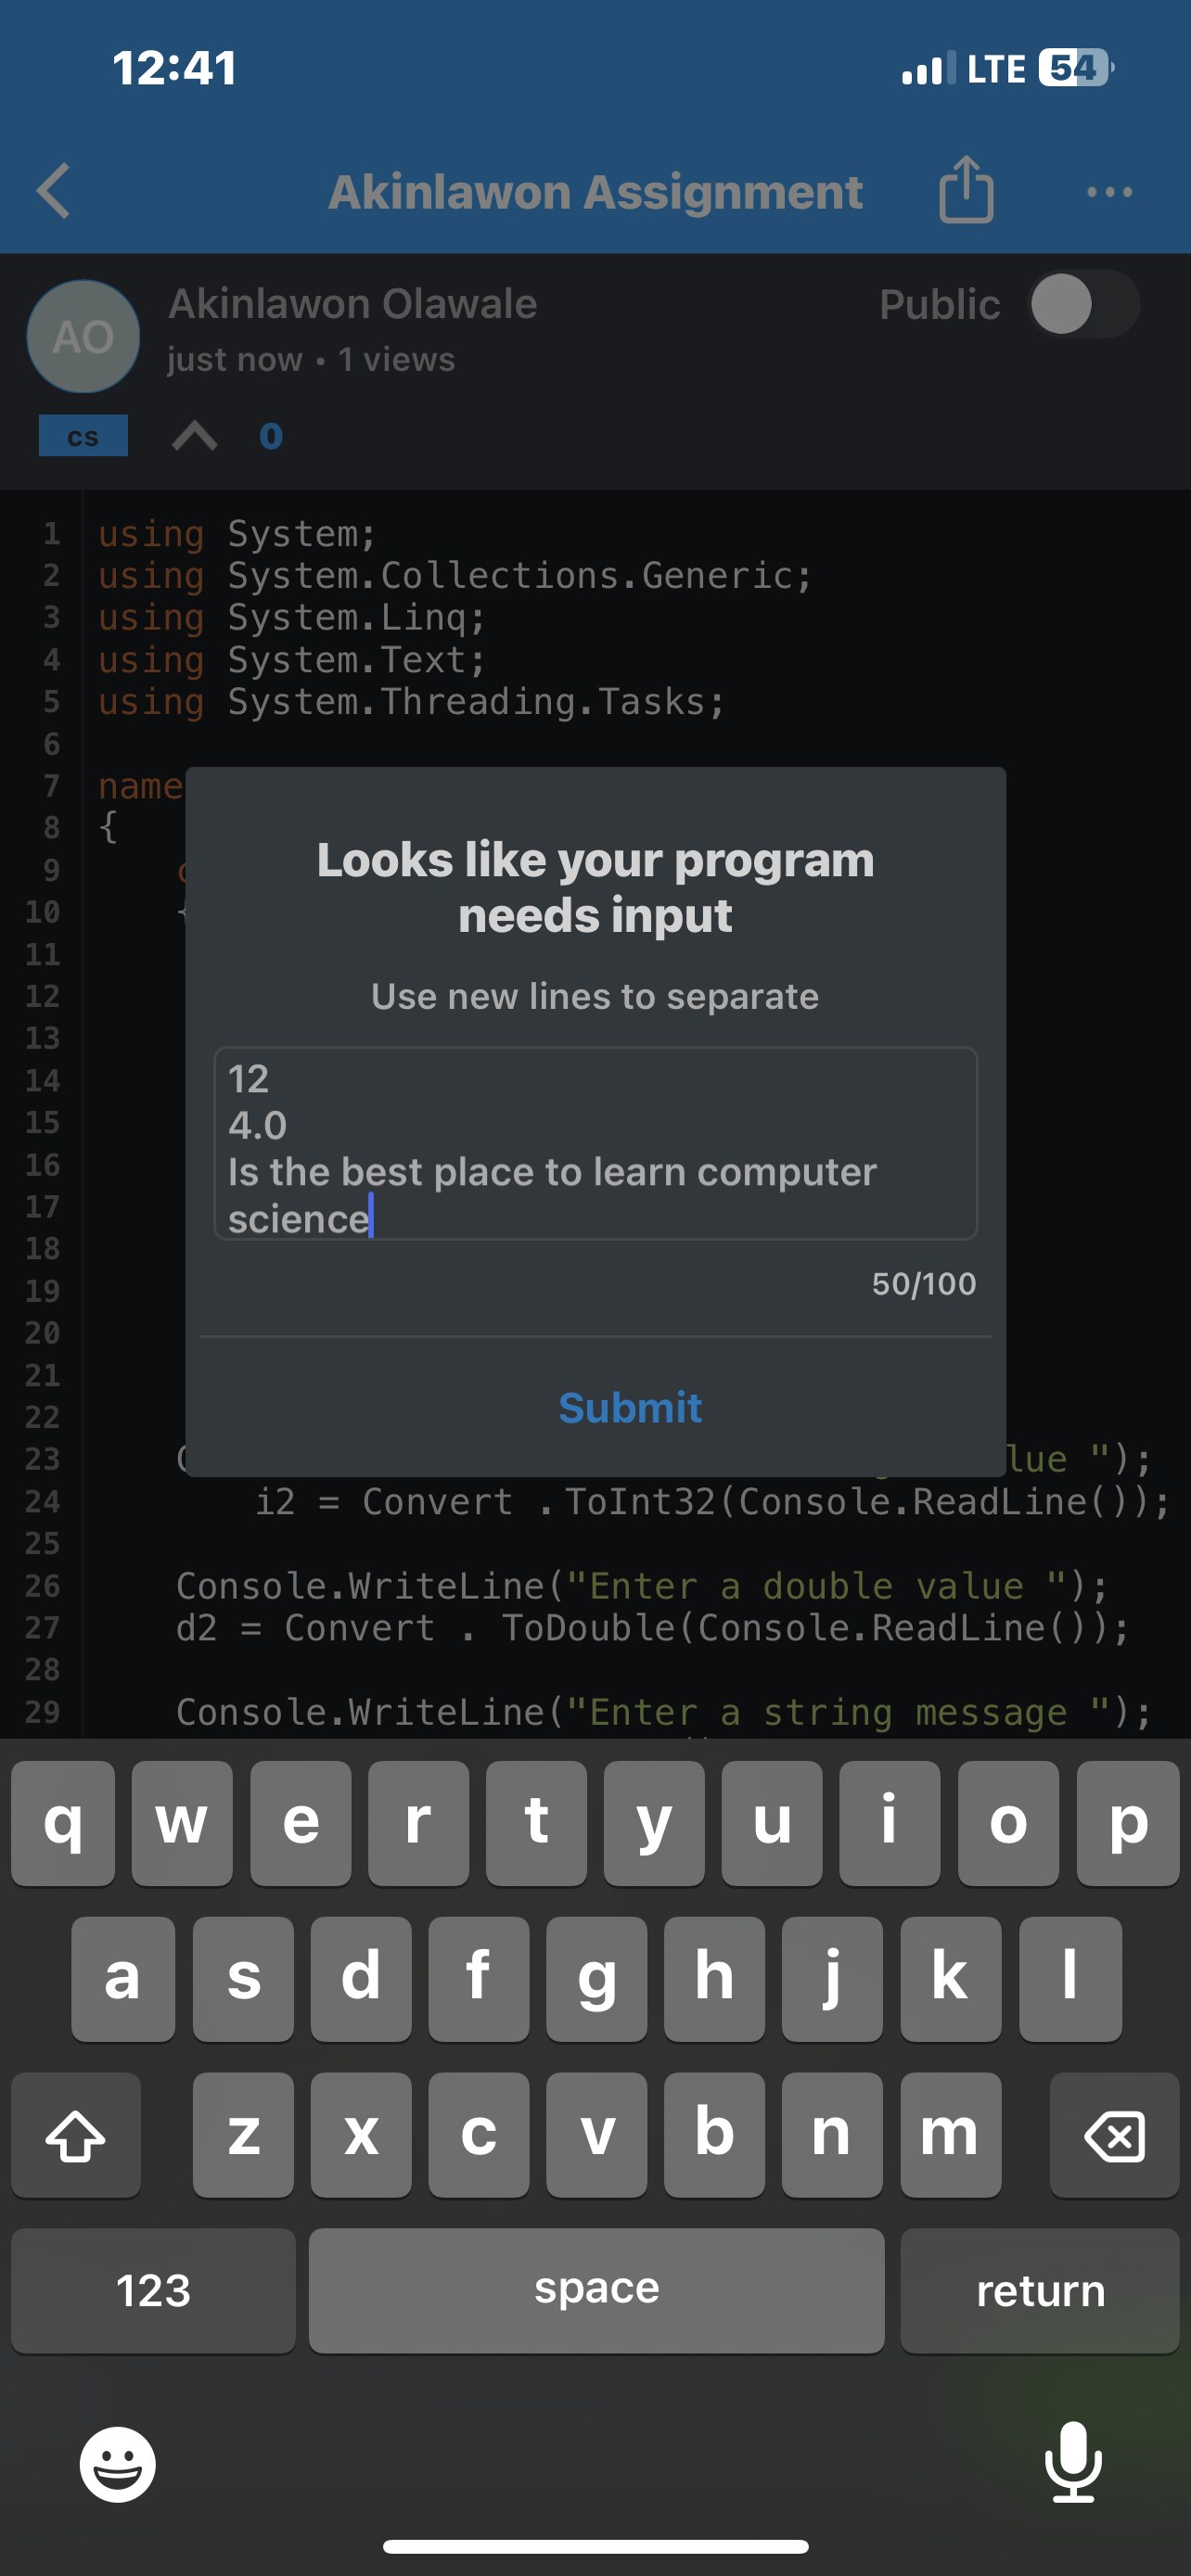 12:41 LTE 54
Akinlawon Assignment
AO Akinlawon Olawale Public
just now • 1 views
cs 0
1 using System;
2 using System.Collections.Generic;
3 using System.Linq;
4 using System.Text;
5 using System.Threading.Tasks;
6
7 name
8 {
9
10 {
11
12
13
14
15
16
17
18
19
20
21
22
Looks like your program
needs input
Use new lines to separate
12
4.0
Is the best place to learn computer
science
50/100
Submit
23 lue ");
24 i2 = Convert .ToInt32(Console.ReadLine());
25
26 Console.WriteLine("Enter a double value ");
27 d2 = Convert . ToDouble(Console.ReadLine());
28
29 Console.WriteLine("Enter a string message ");
q w e r t y u i o p
a s d f g h j k l
z x c v b n m
123 space return